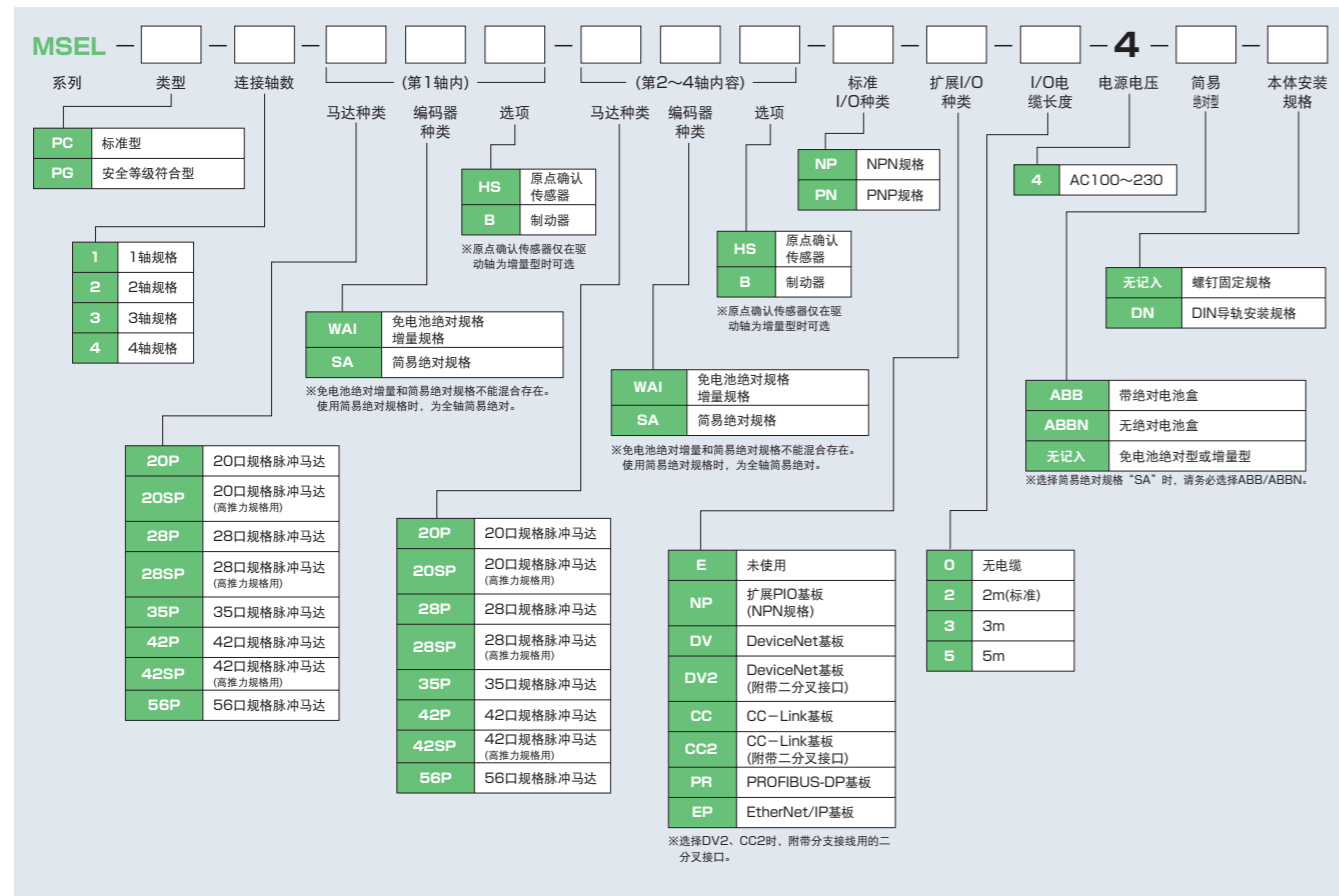 MSEL — — — — — — — — 4 — —
系列
类型
连接轴数
(第1轴内)
(第2～4轴内容)
标准
I/O种类
扩展I/O
种类
I/O电
缆长度
电源电压
简易
绝对型
本体安装
规格
马达种类
编码器
种类
选项
马达种类
编码器
种类
选项
PC 标准型
PG 安全等级符合型
1 1轴规格
2 2轴规格
3 3轴规格
4 4轴规格
20P 20口规格脉冲马达
20SP 20口规格脉冲马达
(高推力规格用)
28P 28口规格脉冲马达
28SP 28口规格脉冲马达
(高推力规格用)
35P 35口规格脉冲马达
42P 42口规格脉冲马达
42SP 42口规格脉冲马达
(高推力规格用)
56P 56口规格脉冲马达
WAI 免电池绝对规格
增量规格
SA 简易绝对规格
※免电池绝对增量和简易绝对规格不能混合存在。
使用简易绝对规格时，为全轴简易绝对。
HS 原点确认
传感器
B 制动器
※原点确认传感器仅在驱
动轴为增量型时可选
20P 20口规格脉冲马达
20SP 20口规格脉冲马达
(高推力规格用)
28P 28口规格脉冲马达
28SP 28口规格脉冲马达
(高推力规格用)
35P 35口规格脉冲马达
42P 42口规格脉冲马达
42SP 42口规格脉冲马达
(高推力规格用)
56P 56口规格脉冲马达
WAI 免电池绝对规格
增量规格
SA 简易绝对规格
※免电池绝对增量和简易绝对规格不能混合存在。
使用简易绝对规格时，为全轴简易绝对。
HS 原点确认
传感器
B 制动器
※原点确认传感器仅在驱
动轴为增量型时可选
NP NPN规格
PN PNP规格
E 未使用
NP 扩展PIO基板
(NPN规格)
DV DeviceNet基板
DV2 DeviceNet基板
(附带二分叉接口)
CC CC－Link基板
CC2 CC－Link基板
(附带二分叉接口)
PR PROFIBUS-DP基板
EP EtherNet/IP基板
※选择DV2、CC2时，附带分支接线用的二
分叉接口。
0 无电缆
2 2m(标准)
3 3m
5 5m
4 AC100～230
ABB 带绝对电池盒
ABBN 无绝对电池盒
无记入 免电池绝对型或增量型
※选择简易绝对规格“SA”时，请务必选择ABB/ABBN。
无记入 螺钉固定规格
DN DIN导轨安装规格